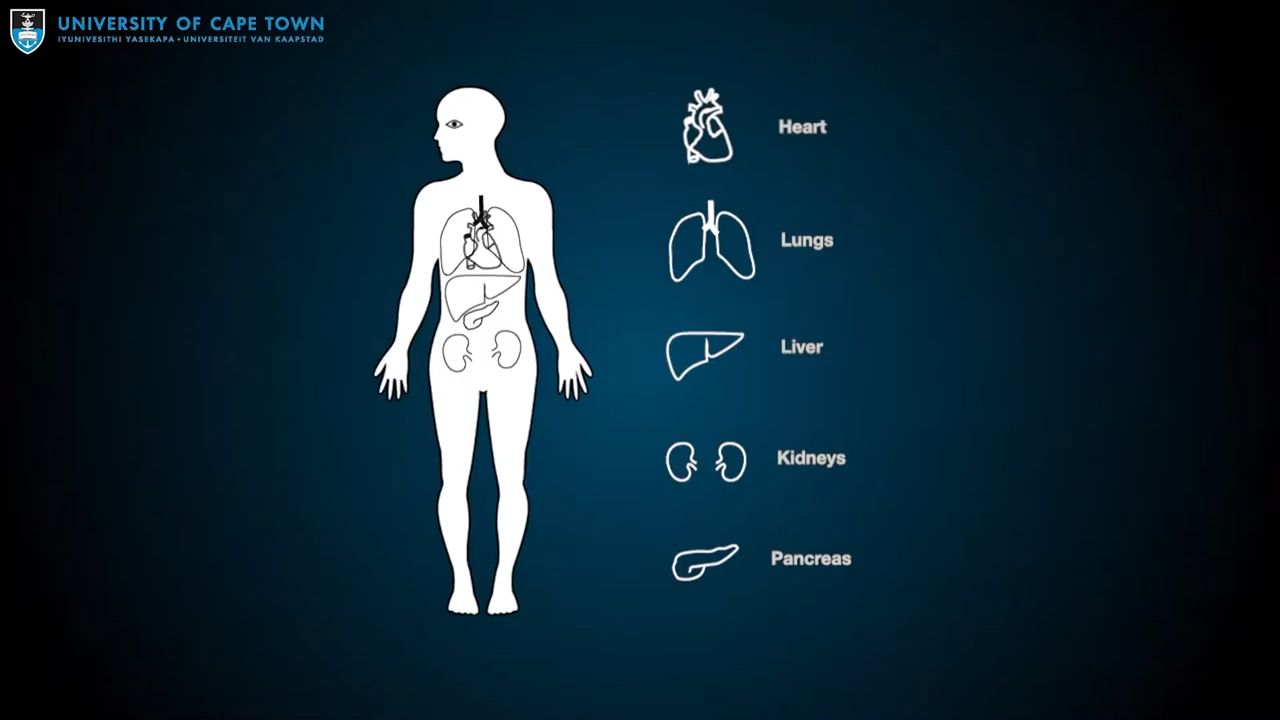 UNIVERSITY OF CAPE TOWN
IYUNIVESITHI YASEKAPA • UNIVERSITEIT VAN KAAPSTAD
Heart
Lungs
Liver
Kidneys
Pancreas